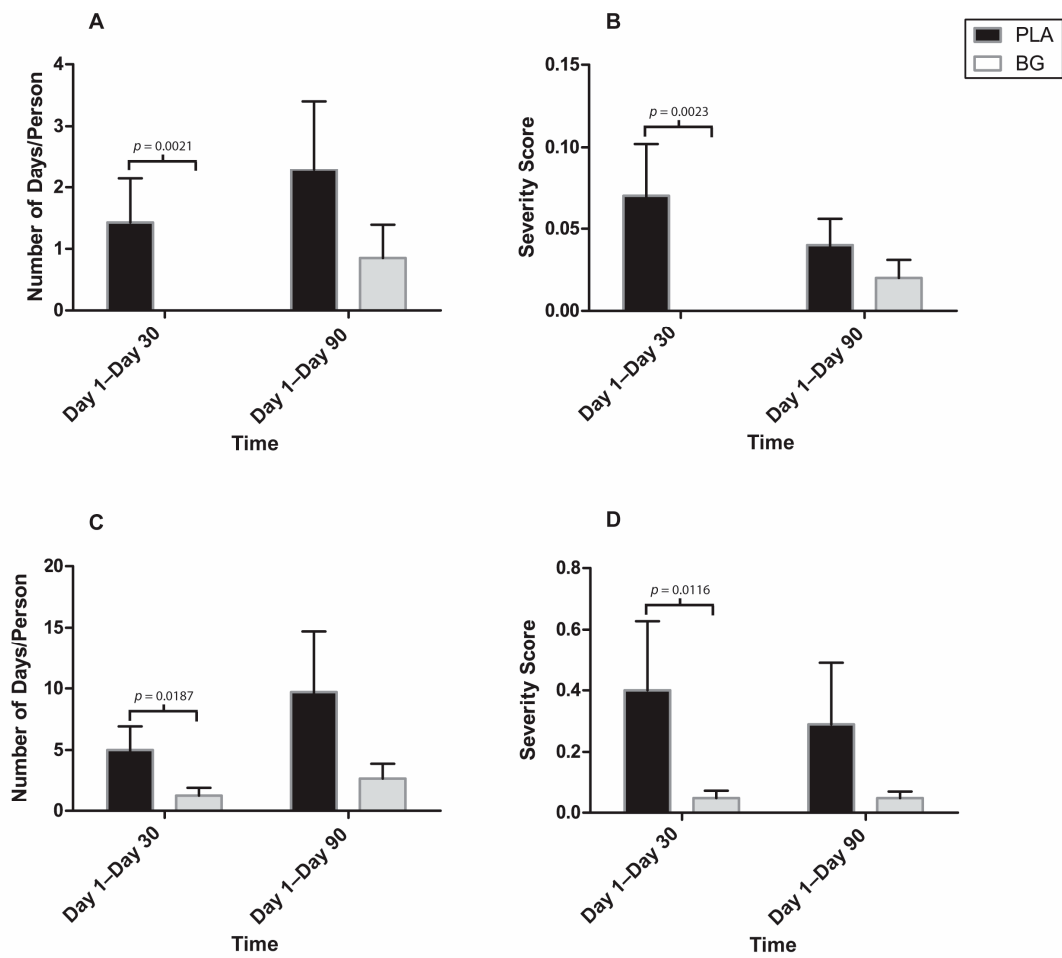 A
Number of Days/Person
4
3
2
1
0
p = 0.0021
Day 1–Day 30
Day 1–Day 90
Time
B
Severity Score
0.15
0.10
0.05
0.00
p = 0.0023
Day 1–Day 30
Day 1–Day 90
Time
PLA
BG
C
Number of Days/Person
20
15
10
5
0
p = 0.0187
Day 1–Day 30
Day 1–Day 90
Time
D
Severity Score
0.8
0.6
0.4
0.2
0.0
p = 0.0116
Day 1–Day 30
Day 1–Day 90
Time